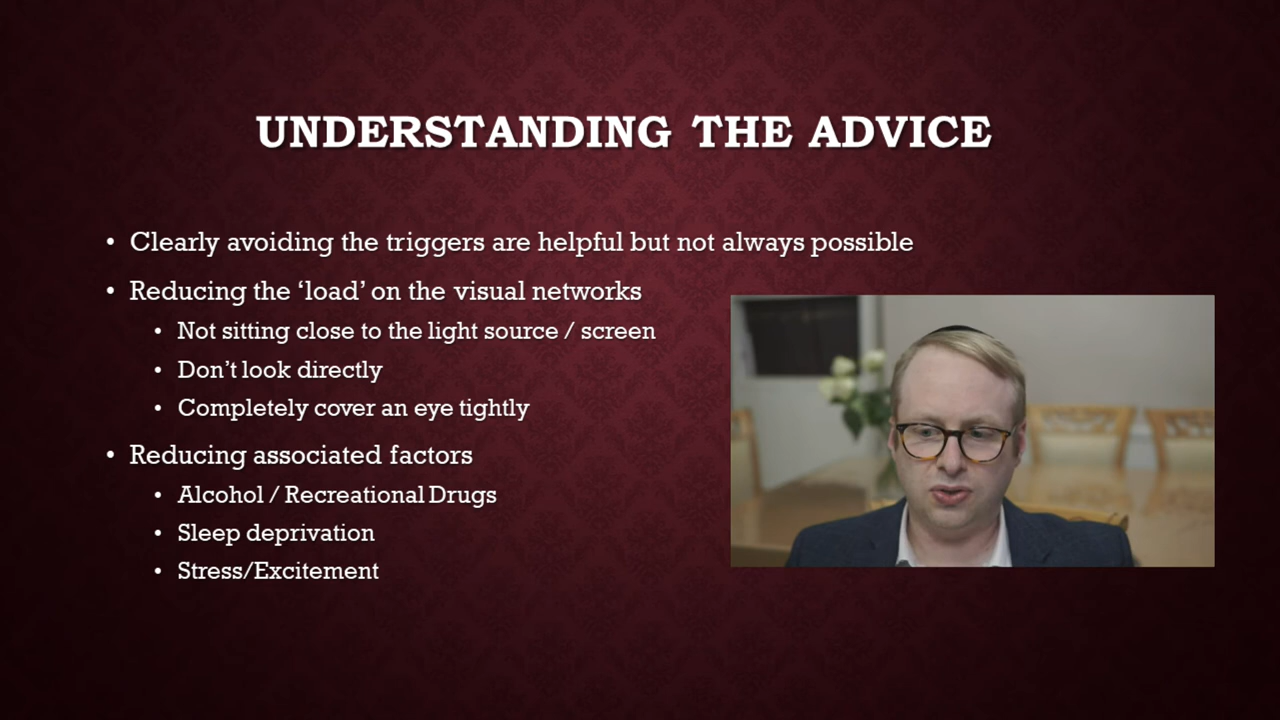 UNDERSTANDING THE ADVICE
• Clearly avoiding the triggers are helpful but not always possible
• Reducing the ‘load’ on the visual networks
• Not sitting close to the light source / screen
• Don’t look directly
• Completely cover an eye tightly
• Reducing associated factors
• Alcohol / Recreational Drugs
• Sleep deprivation
• Stress/Excitement